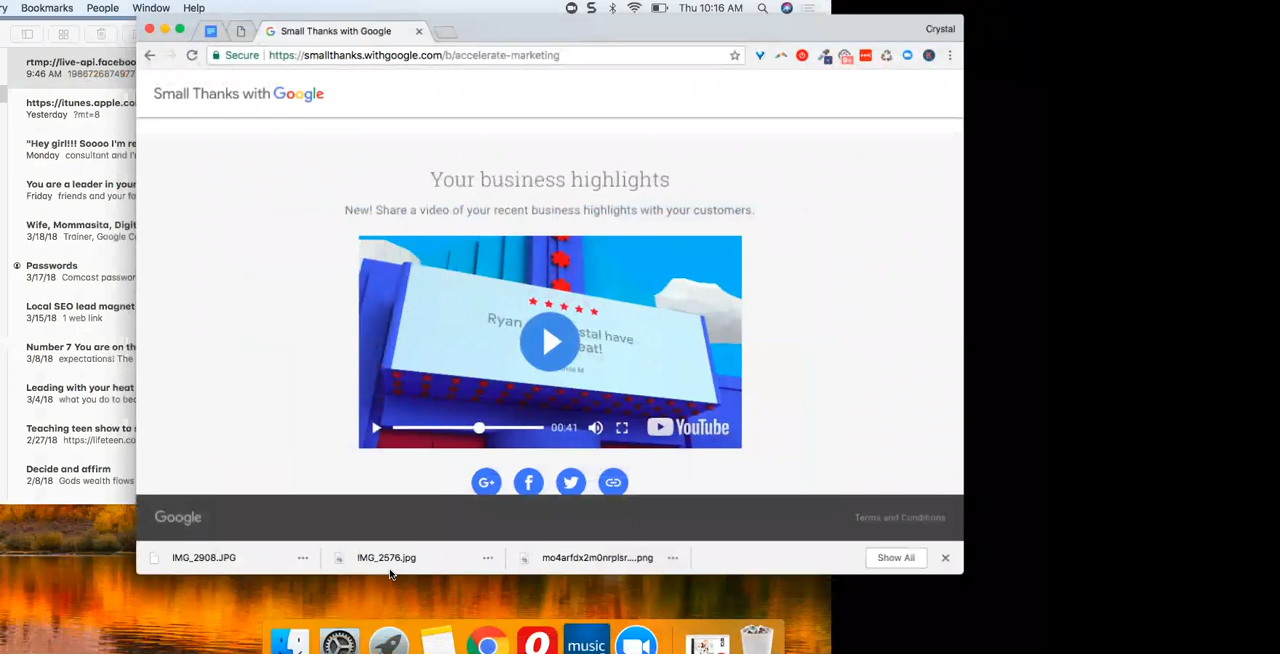 ry Bookmarks People Window Help Thu 10:16 AM
Small Thanks with Google
Crystal
Secure https://smallthanks.withgoogle.com/b/accelerate-marketing
rtmp://live-api.faceboo
9:46 AM 1986726874977
https://itunes.apple.co
Yesterday ?mt=8
"Hey girl!!! Soooo I'm re
Monday consultant and I'
You are a leader in your
Friday friends and your fo
Wife, Mommasita, Digit
3/18/18 Trainer, Google C
Passwords
3/17/18 Comcast passwor
Local SEO lead magnet
3/15/18 1 web link
Number 7 You are on th
3/8/18 expectations! The
Leading with your heat
3/4/18 what you do to bec
Teaching teen show to
2/27/18 https://lifeteen.co
Decide and affirm
2/8/18 Gods wealth flows
Small Thanks with Google
Your business highlights
New! Share a video of your recent business highlights with your customers.
Ryan stal have
eat!
00:41 YouTube
G+
Google Terms and Conditions
IMG_2908.JPG IMG_2576.jpg mo4arfdx2m0nrplsr....png Show All
music